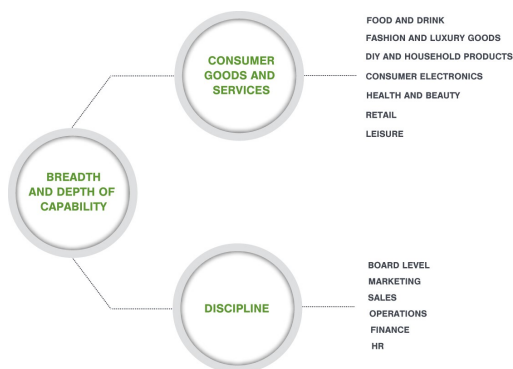 BREADTH
AND DEPTH OF
CAPABILITY
CONSUMER
GOODS AND
SERVICES
FOOD AND DRINK
FASHION AND LUXURY GOODS
DIY AND HOUSEHOLD PRODUCTS
CONSUMER ELECTRONICS
HEALTH AND BEAUTY
RETAIL
LEISURE
DISCIPLINE
BOARD LEVEL
MARKETING
SALES
OPERATIONS
FINANCE
HR